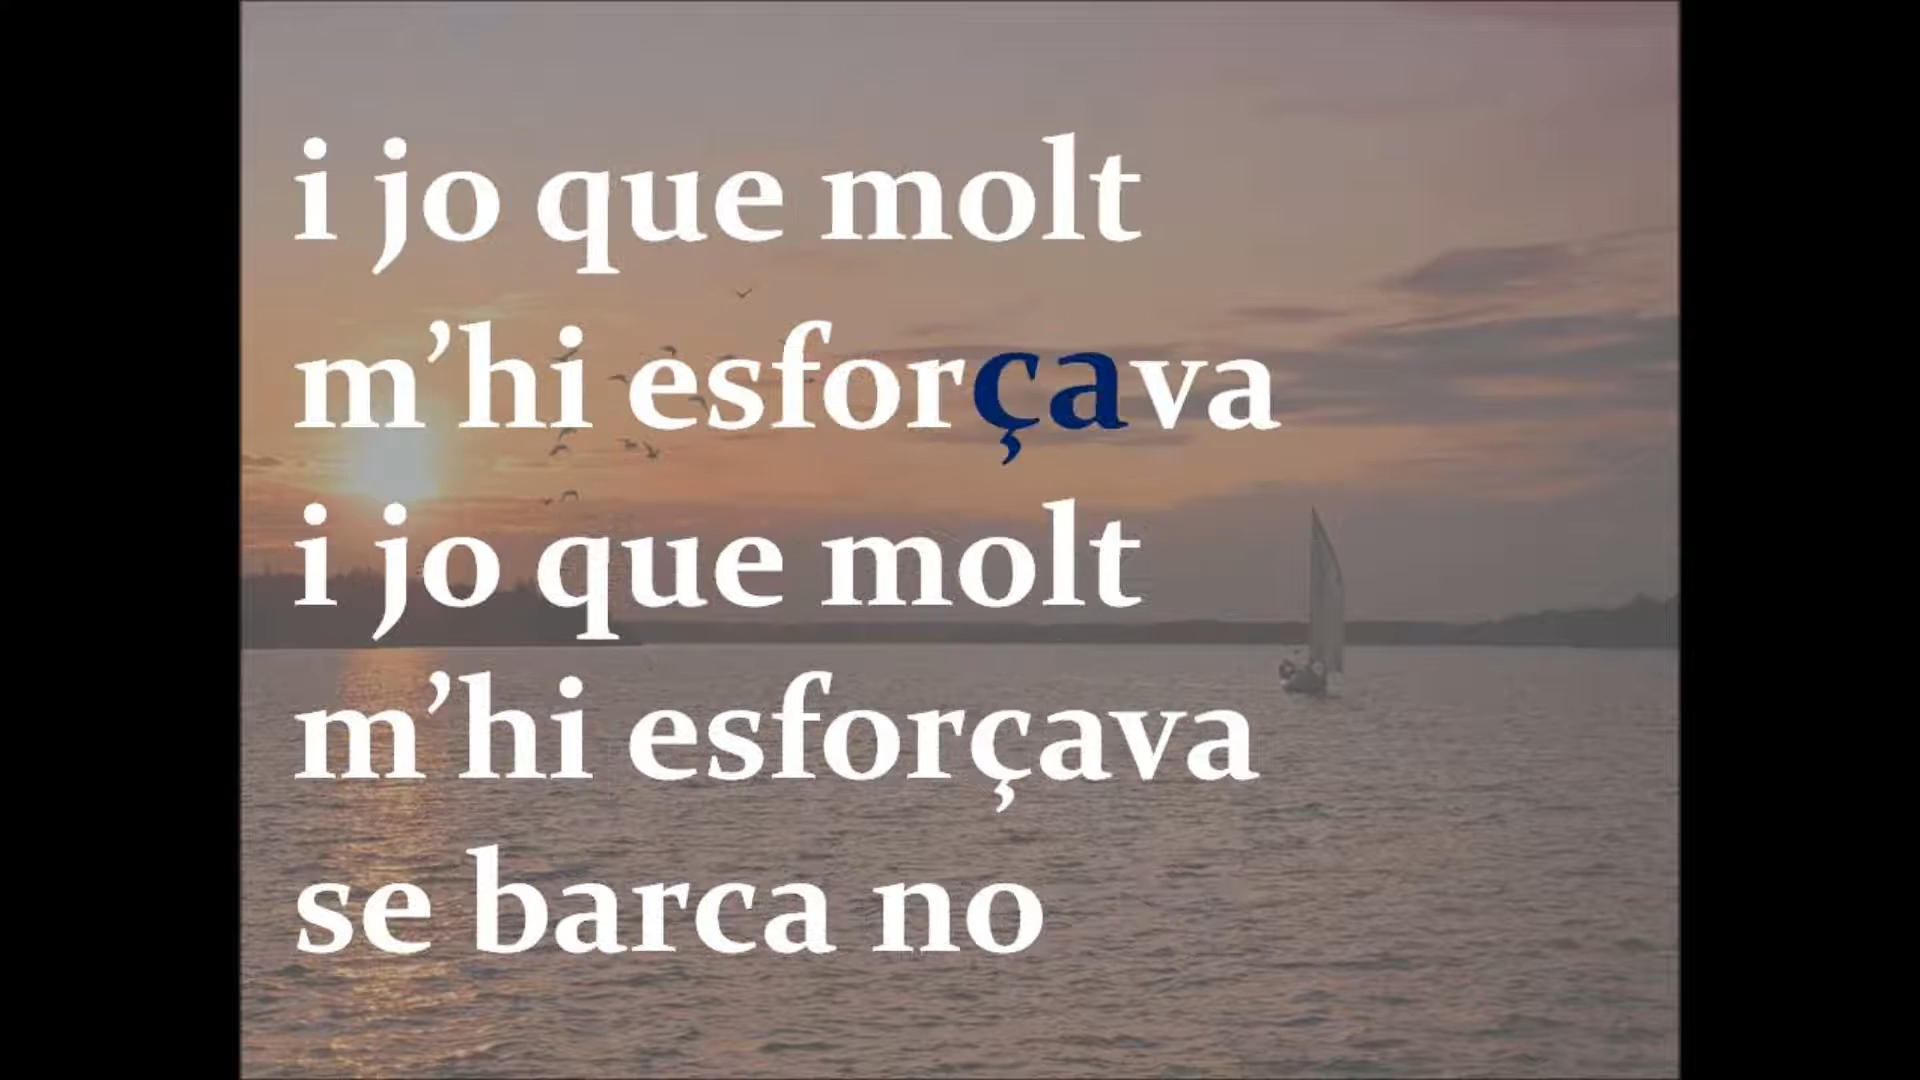 i jo que molt
m’hi esforçava
i jo que molt
m’hi esforçava
se barca no